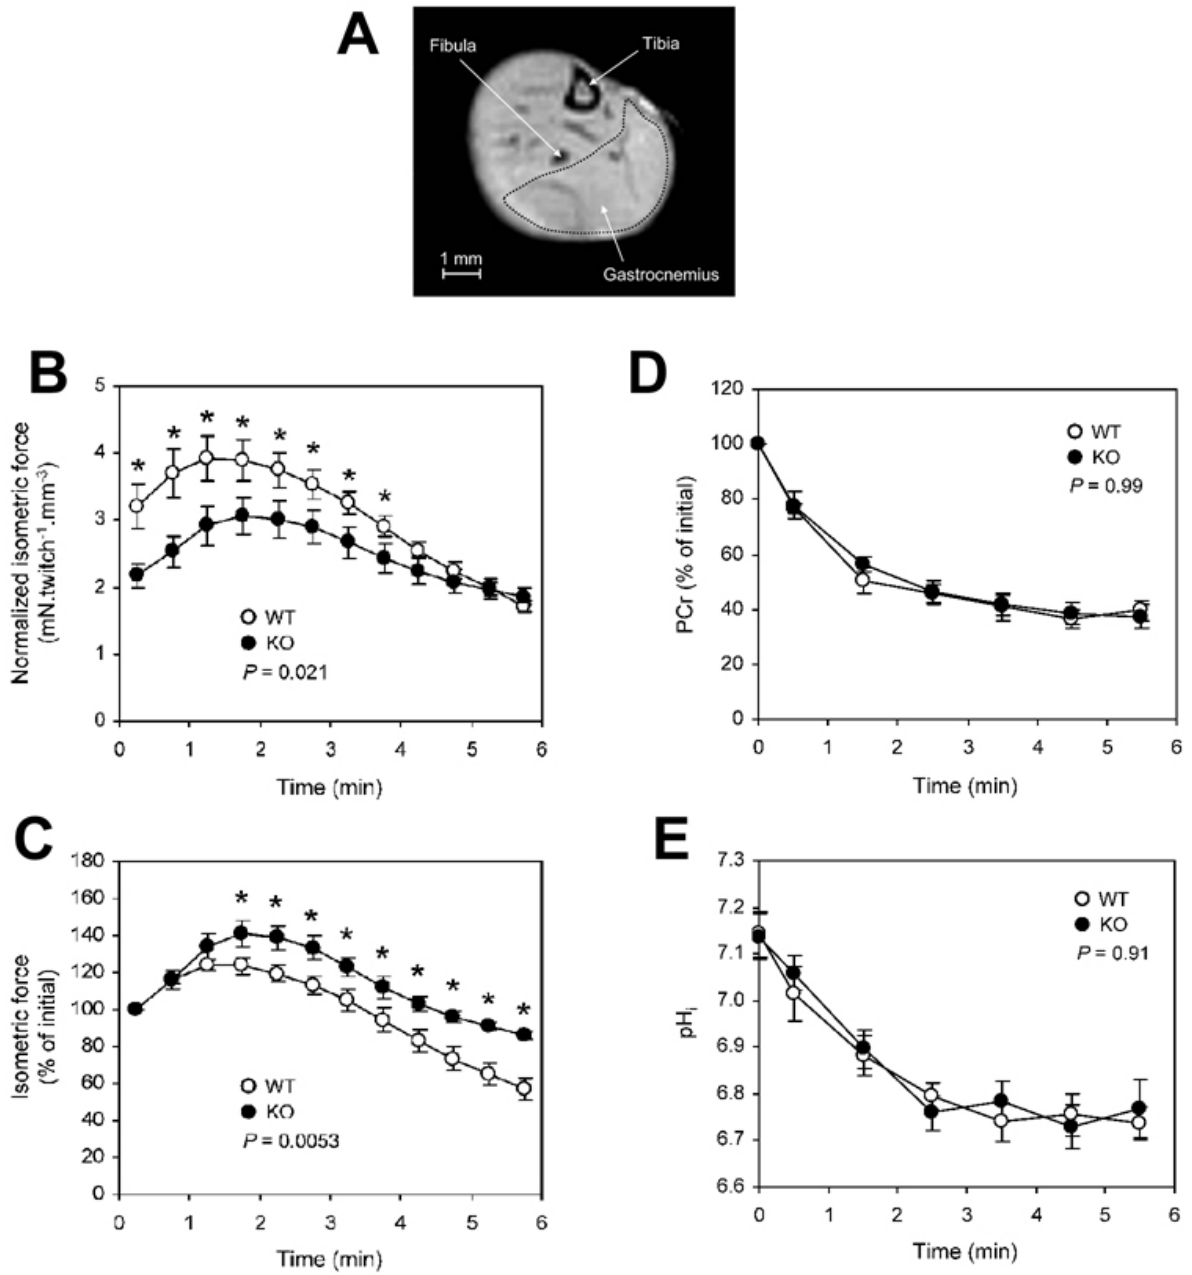 A
Fibula
Tibia
1 mm
Gastrocnemius
B
Normalized isometric force
(mN.twitch⁻¹.mm⁻³)
5
4
3
2
1
0
* * * * * * * *
WT
KO
P = 0.021
0 1 2 3 4 5 6
Time (min)
C
Isometric force
(% of initial)
180
160
140
120
100
80
60
40
20
0
* * * * * * * * *
WT
KO
P = 0.0053
0 1 2 3 4 5 6
Time (min)
D
PCr (% of initial)
120
100
80
60
40
20
0
WT
KO
P = 0.99
0 1 2 3 4 5 6
Time (min)
E
pHᵢ
7.3
7.2
7.1
7.0
6.9
6.8
6.7
6.6
WT
KO
P = 0.91
0 1 2 3 4 5 6
Time (min)